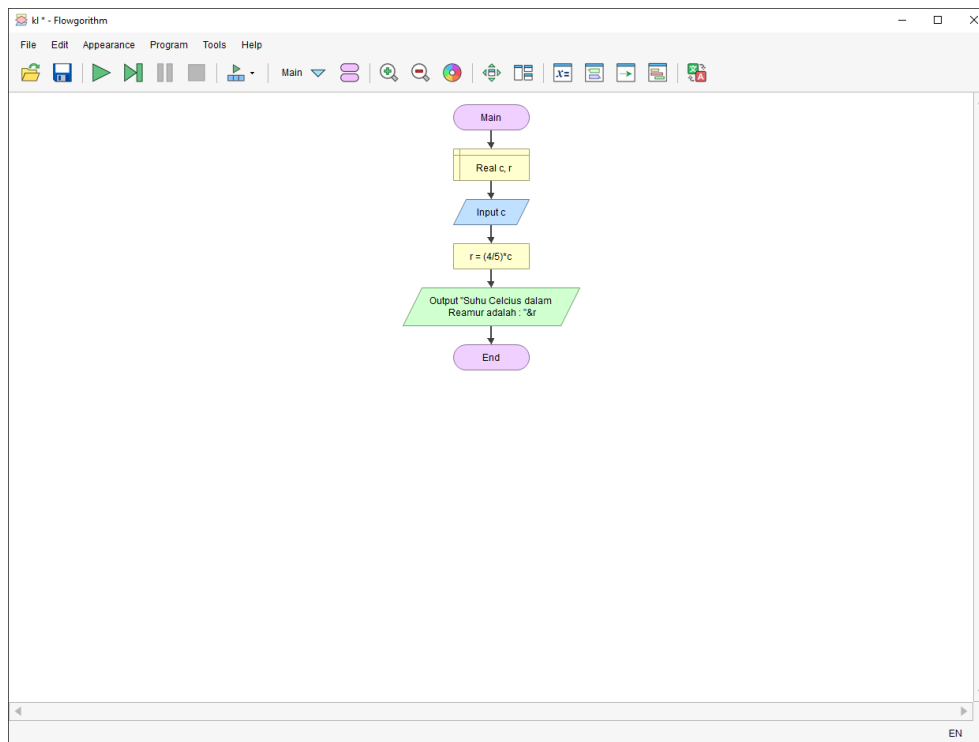 kl * - Flowgorithm
File Edit Appearance Program Tools Help
Main
x=
文 A
Main
Real c, r
Input c
r = (4/5)*c
Output "Suhu Celcius dalam
Reamur adalah : "&r
End
EN